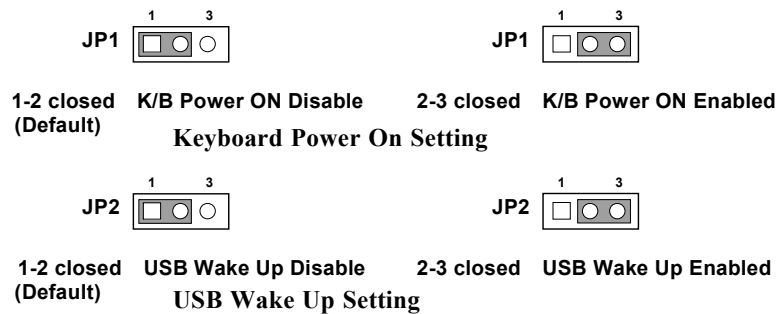 1 3 1 3
JP1 JP1
1-2 closed K/B Power ON Disable 2-3 closed K/B Power ON Enabled
(Default)
Keyboard Power On Setting
1 3 1 3
JP2 JP2
1-2 closed USB Wake Up Disable 2-3 closed USB Wake Up Enabled
(Default)
USB Wake Up Setting